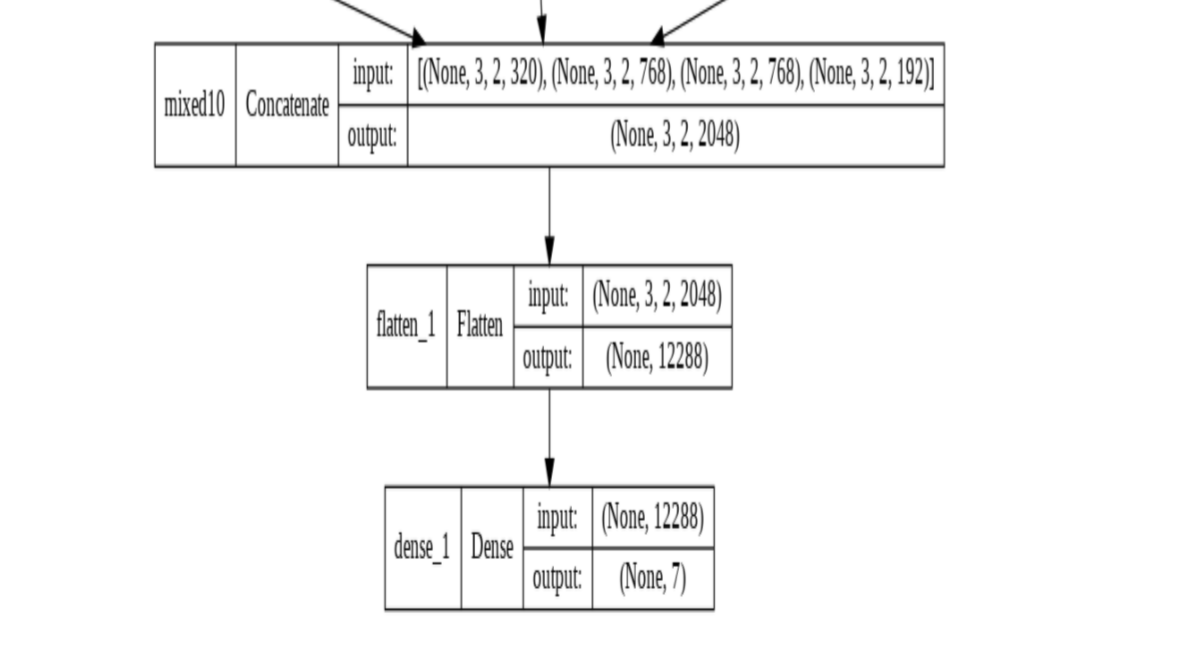 mixed10 Concatenate input: [(None, 3, 2, 320), (None, 3, 2, 768), (None, 3, 2, 768), (None, 3, 2, 192)]
output: (None, 3, 2, 2048)
flatten_1 Flatten input: (None, 3, 2, 2048)
output: (None, 12288)
dense_1 Dense input: (None, 12288)
output: (None, 7)